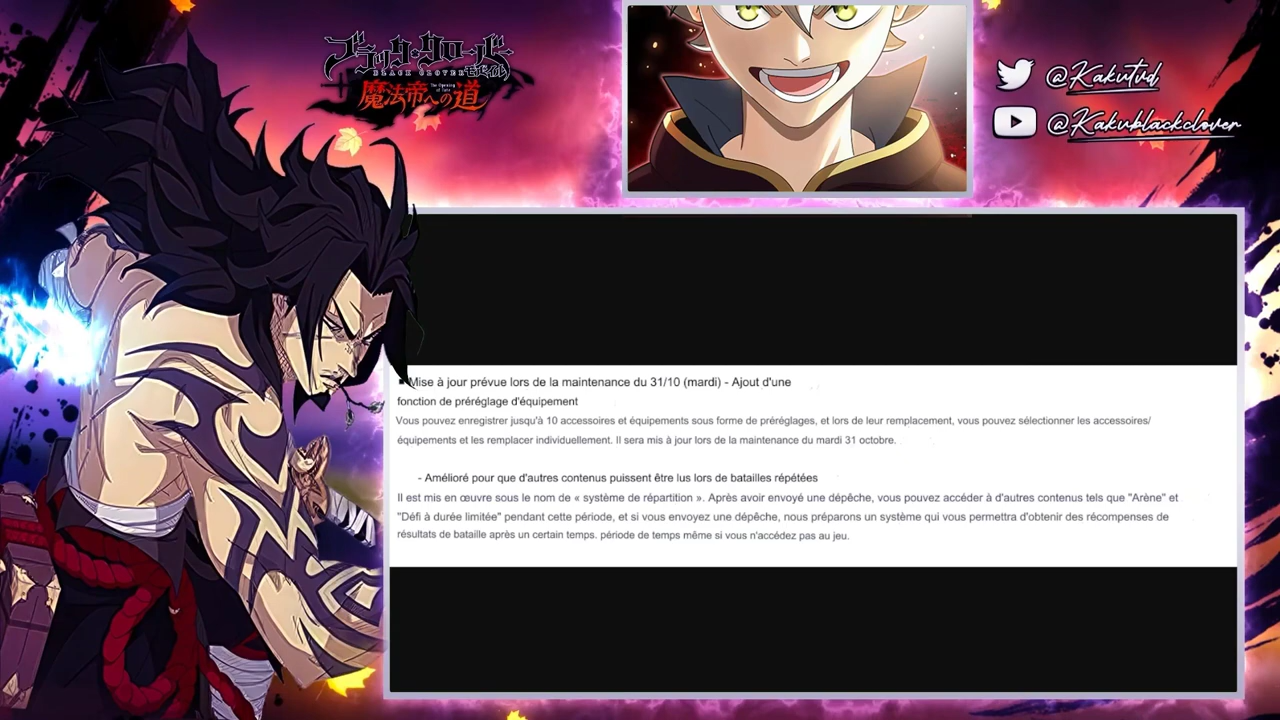 ブラック・クローバー
BLACK CLOVER モバイル
The Opening of Fate
魔法帝への道
@Kakutvd
@Kakublackclover
▪Mise à jour prévue lors de la maintenance du 31/10 (mardi) - Ajout d'une
fonction de préréglage d'équipement
Vous pouvez enregistrer jusqu'à 10 accessoires et équipements sous forme de préréglages, et lors de leur remplacement, vous pouvez sélectionner les accessoires/
équipements et les remplacer individuellement. Il sera mis à jour lors de la maintenance du mardi 31 octobre.
- Amélioré pour que d'autres contenus puissent être lus lors de batailles répétées
Il est mis en œuvre sous le nom de « système de répartition ». Après avoir envoyé une dépêche, vous pouvez accéder à d'autres contenus tels que "Arène" et
"Défi à durée limitée" pendant cette période, et si vous envoyez une dépêche, nous préparons un système qui vous permettra d'obtenir des récompenses de
résultats de bataille après un certain temps. période de temps même si vous n'accédez pas au jeu.